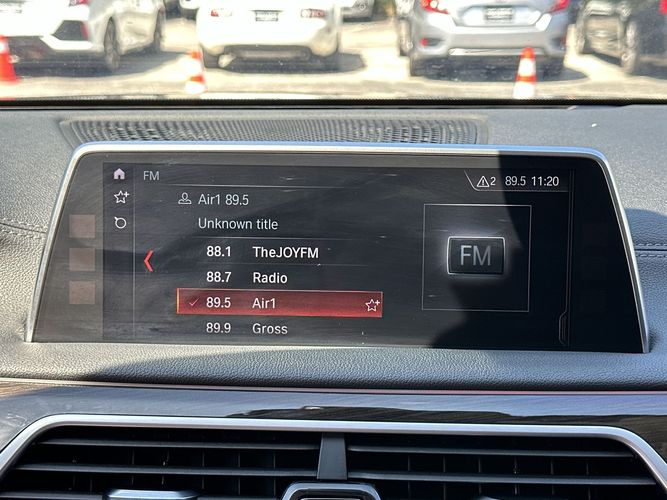 FM
2 89.5 11:20
Air1 89.5
Unknown title
88.1 TheJOYFM
88.7 Radio
89.5 Air1
89.9 Gross
FM